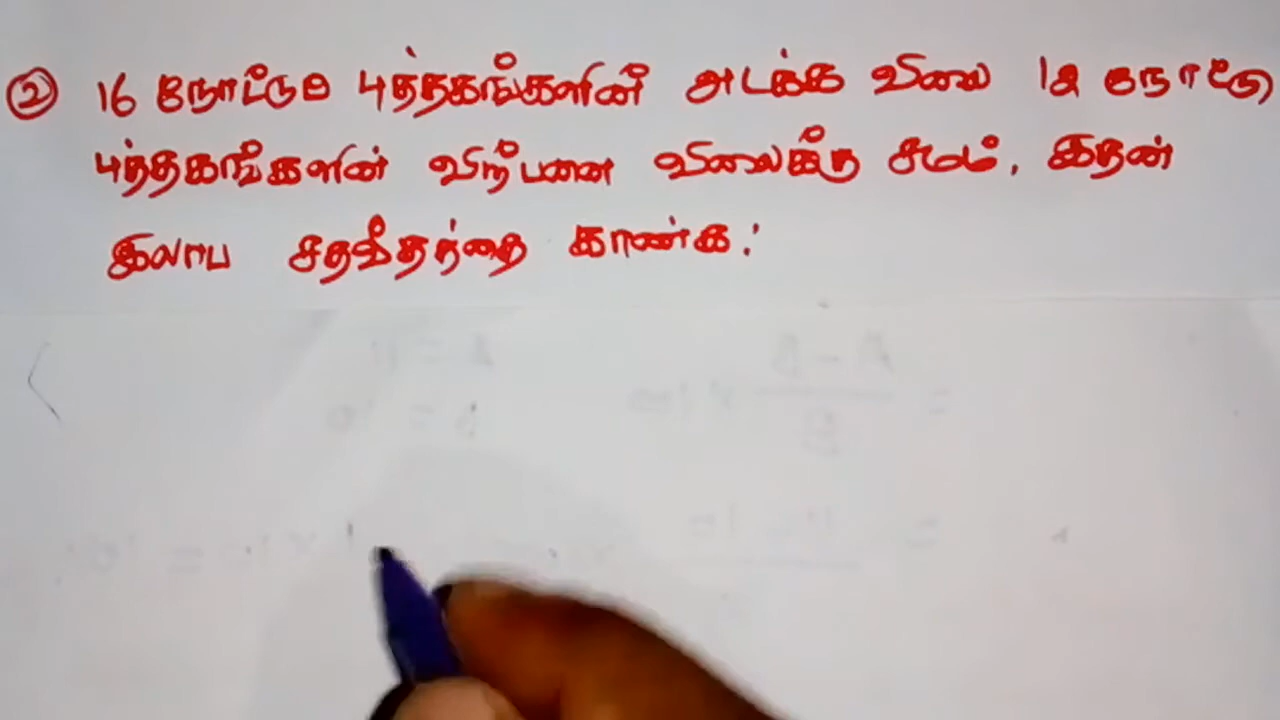 ② 16 நோட்டு புத்தகங்களின் அடக்க விலை 12 நோட்டு
புத்தகங்களின் விற்பனை விலைக்கு சமம், இதன்
இலாப சதவீதத்தை காண்க: